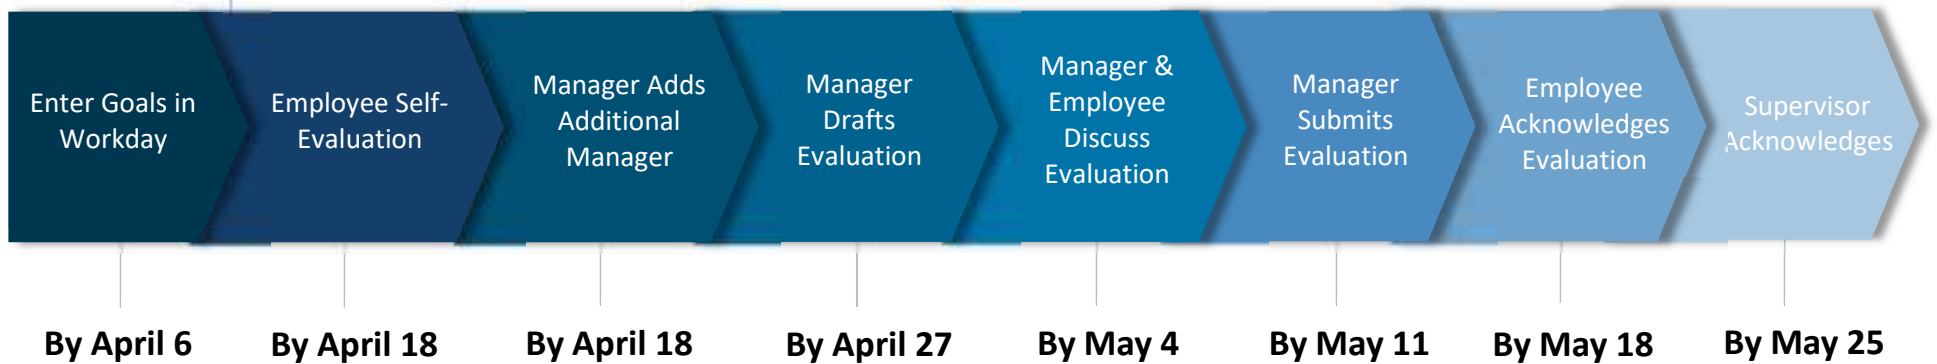 Enter Goals in
Workday
Employee Self-
Evaluation
Manager Adds
Additional
Manager
Manager
Drafts
Evaluation
Manager &
Employee
Discuss
Evaluation
Manager
Submits
Evaluation
Employee
Acknowledges
Evaluation
Supervisor
Acknowledges
By April 6
By April 18
By April 18
By April 27
By May 4
By May 11
By May 18
By May 25